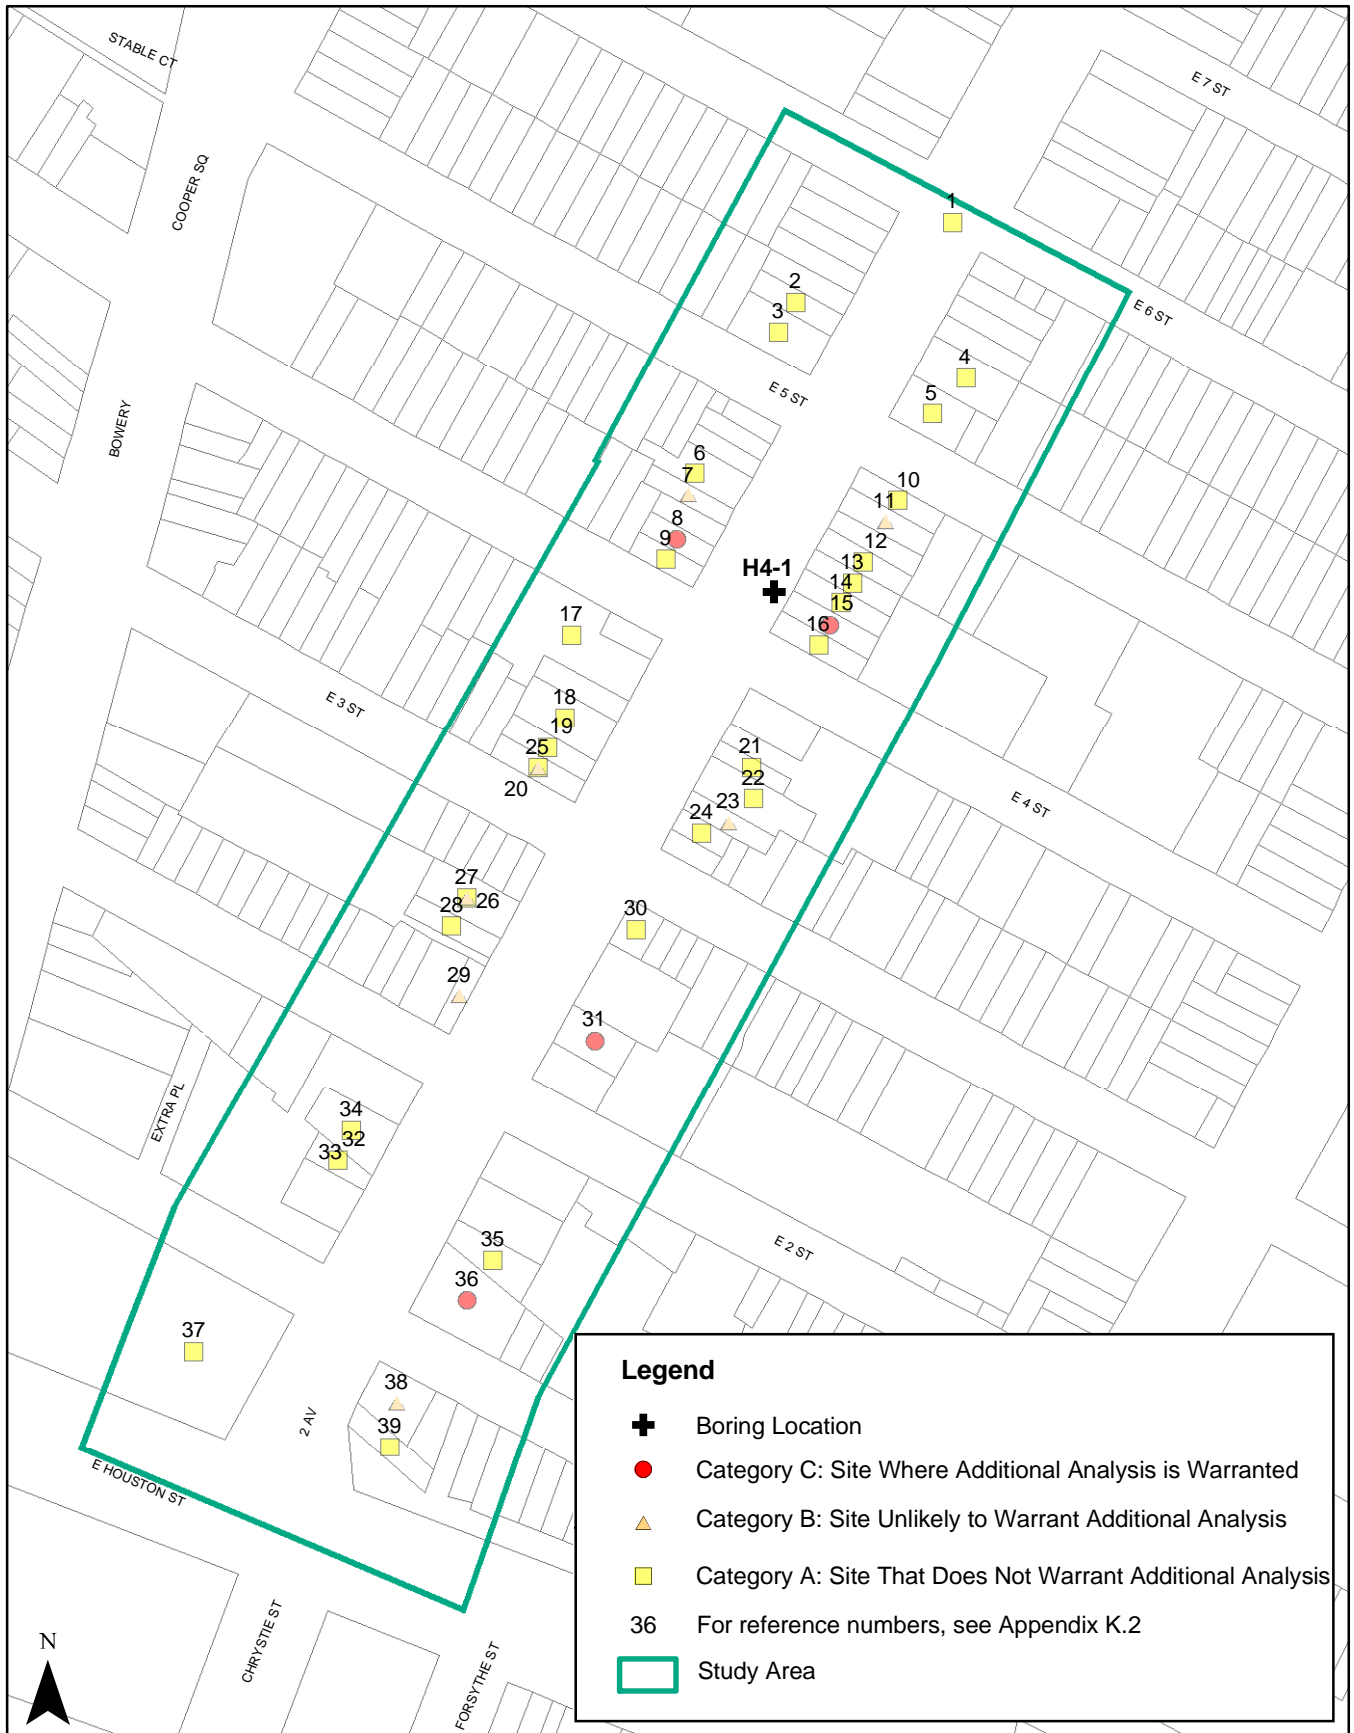 STABLE CT
E 7 ST
COOPER SQ
1
2
E 6 ST
3
4
E 5 ST
5
BOWERY
6
7
10
11
8
9
12
13
H4-1
14
15
16
17
E 3 ST
18
19
25
21
20
22
23
24
E 4 ST
27
26
28
30
29
31
EXTRA PL
34
32
33
35
E 2 ST
36
37
38
2 AV
39
E HOUSTON ST
CHRYSTIE ST
FORSYTHE ST
N
Legend
Boring Location
Category C: Site Where Additional Analysis is Warranted
Category B: Site Unlikely to Warrant Additional Analysis
Category A: Site That Does Not Warrant Additional Analysis
36 For reference numbers, see Appendix K.2
Study Area